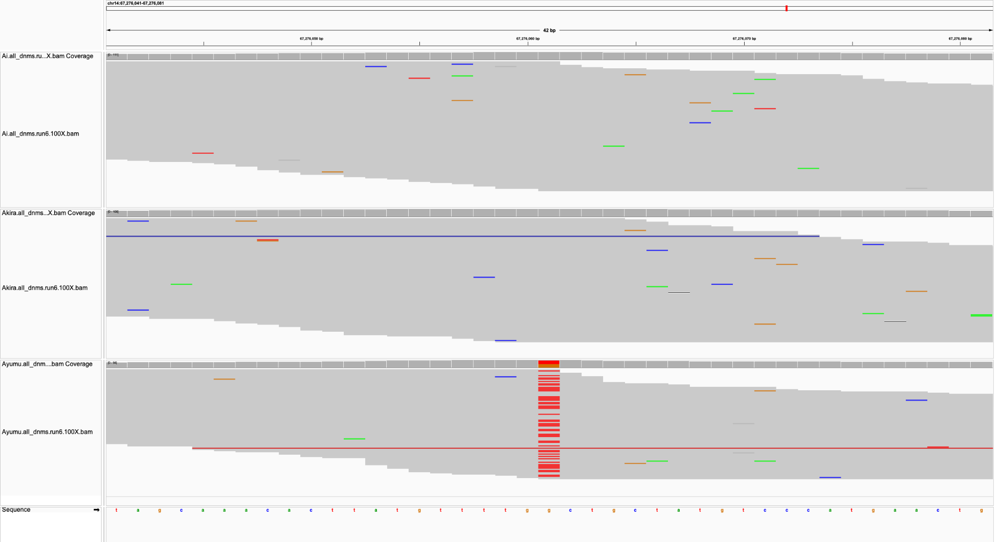 chr14:67,276,041-67,276,081
42 bp
67,276,050 bp 67,276,060 bp 67,276,070 bp 67,276,080 bp
Ai.all_dnms.ru...X.bam Coverage
[0 - 111]
Ai.all_dnms.run6.100X.bam
Akira.all_dnms...X.bam Coverage
[0 - 106]
Akira.all_dnms.run6.100X.bam
Ayumu.all_dnm....bam Coverage
[0 - 94]
Ayumu.all_dnms.run6.100X.bam
Sequence t a g c a a a c a c t t a t g t t t t g g c t g c t a t g t c c c a t g a a c t g